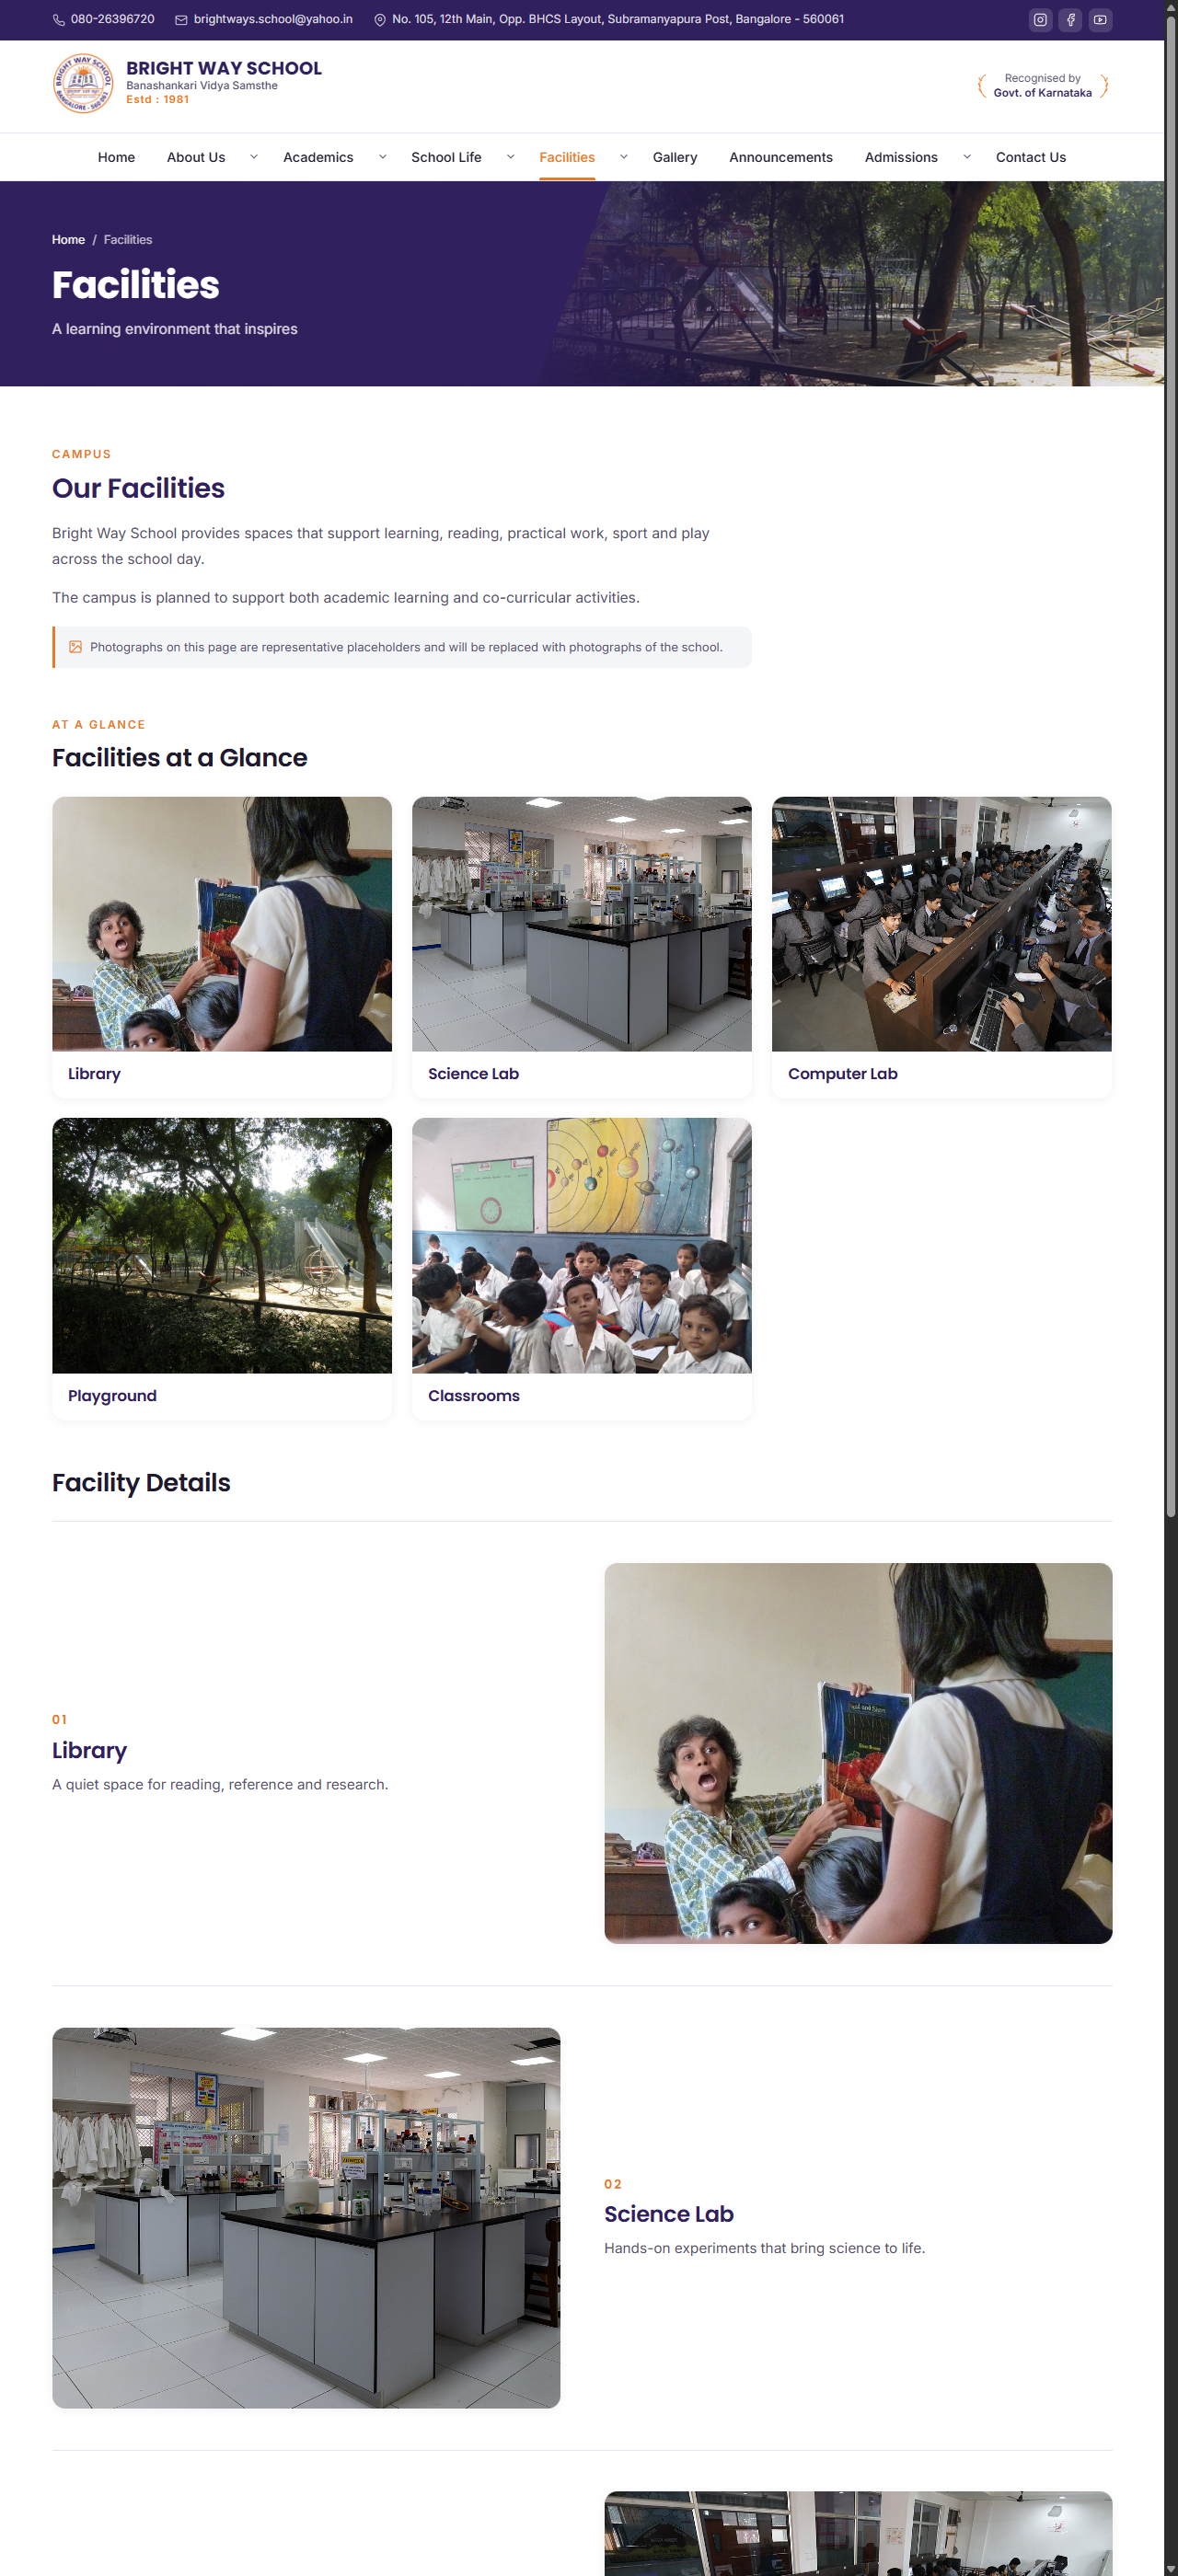 080-26396720
brightways.school@yahoo.in
No. 105, 12th Main, Opp. BHCS Layout, Subramanyapura Post, Bangalore - 560061
BRIGHT WAY SCHOOL
BANGALORE - 560 061
BRIGHT WAY SCHOOL
Banashankari Vidya Samsthe
Estd : 1981
Recognised by
Govt. of Karnataka
Home
About Us
Academics
School Life
Facilities
Gallery
Announcements
Admissions
Contact Us
Home / Facilities
Facilities
A learning environment that inspires
CAMPUS
Our Facilities
Bright Way School provides spaces that support learning, reading, practical work, sport and play
across the school day.
The campus is planned to support both academic learning and co-curricular activities.
Photographs on this page are representative placeholders and will be replaced with photographs of the school.
AT A GLANCE
Facilities at a Glance
Library
Science Lab
Computer Lab
Playground
Classrooms
Facility Details
01
Library
A quiet space for reading, reference and research.
02
Science Lab
Hands-on experiments that bring science to life.